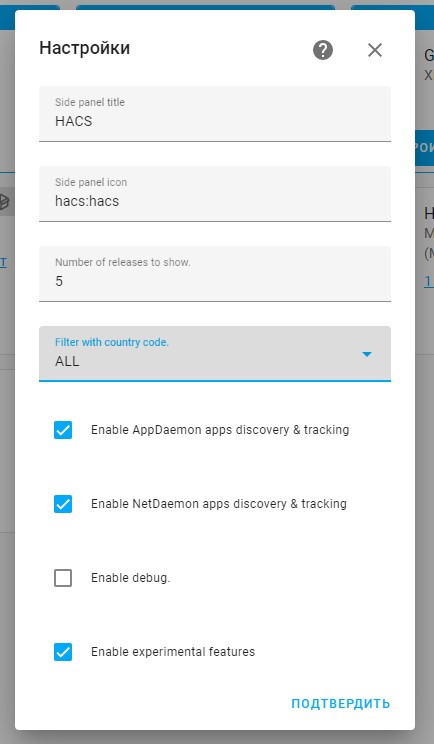 Настройки
Side panel title
HACS
Side panel icon
hacs:hacs
Number of releases to show.
5
Filter with country code.
ALL
Enable AppDaemon apps discovery & tracking
Enable NetDaemon apps discovery & tracking
Enable debug.
Enable experimental features
ПОДТВЕРДИТЬ